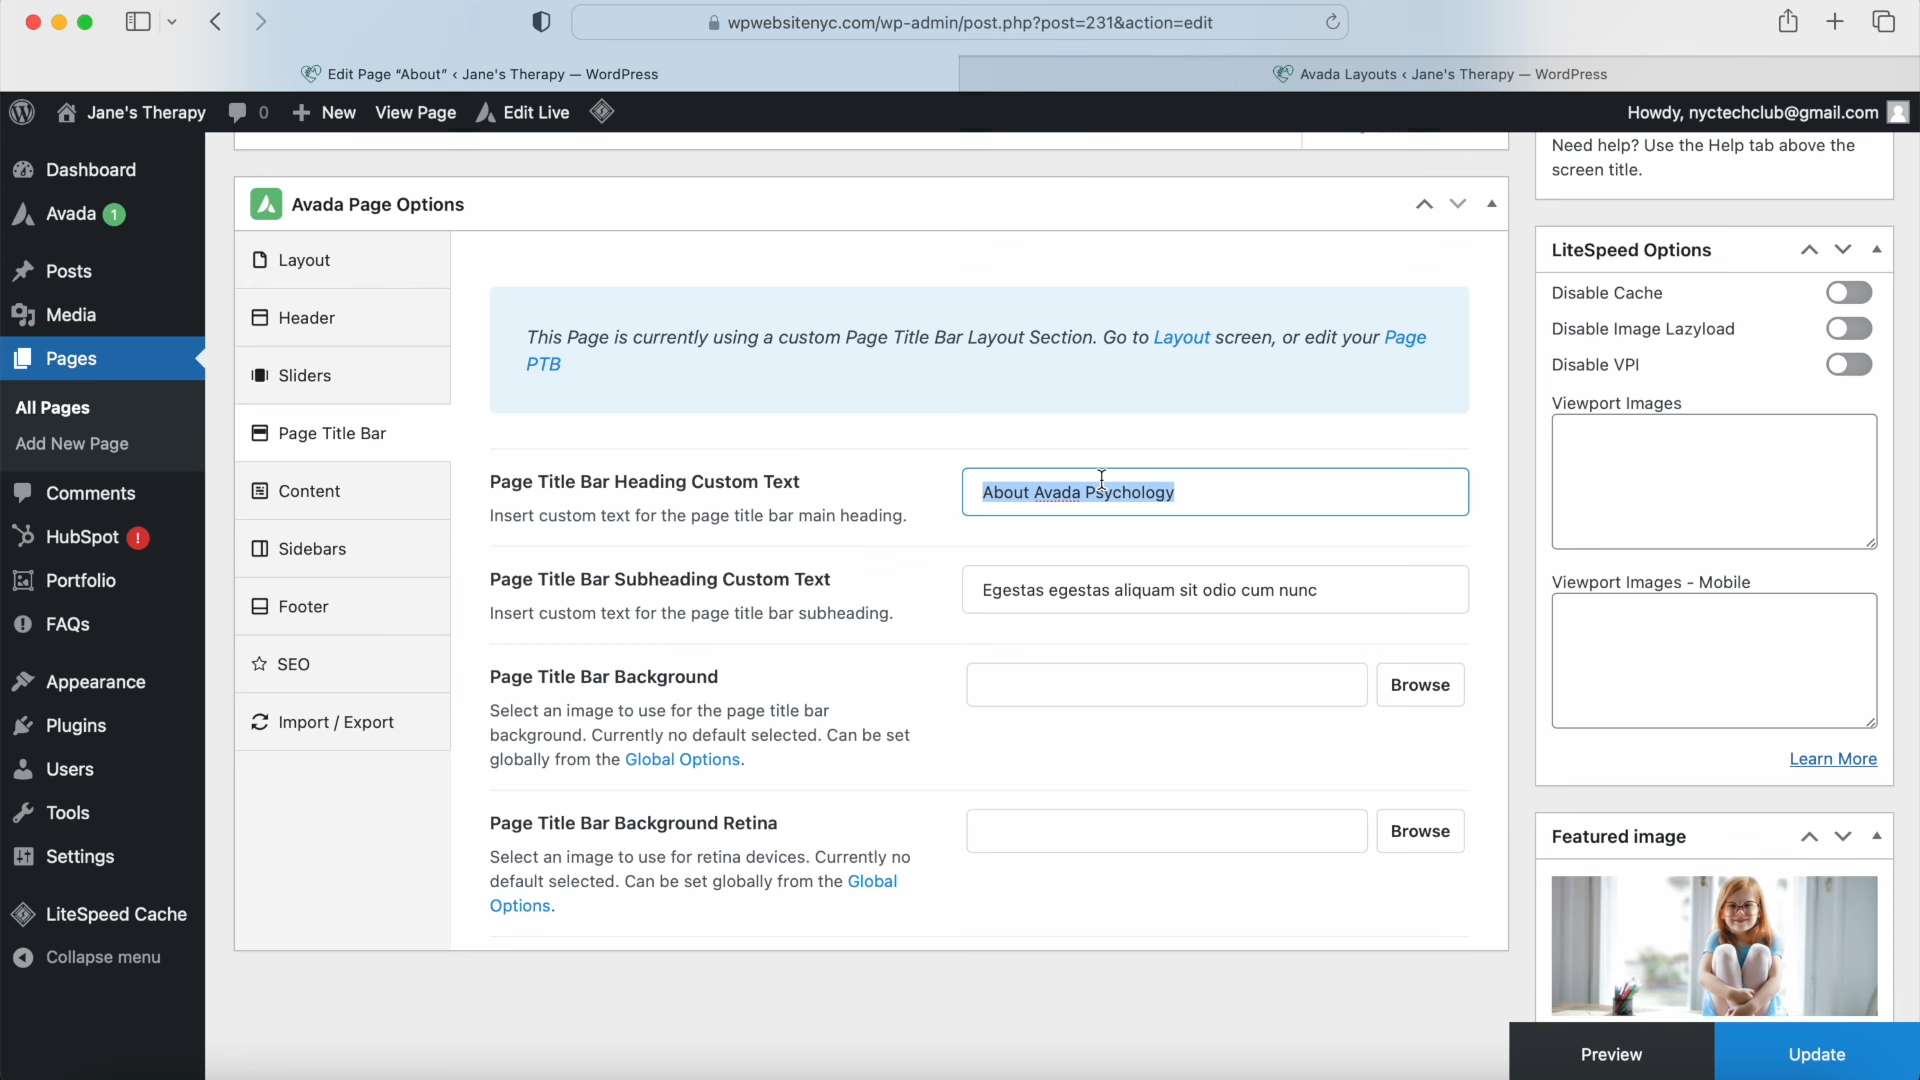 wpwebsitenyc.com/wp-admin/post.php?post=231&action=edit
Edit Page “About” ‹ Jane's Therapy — WordPress
Avada Layouts ‹ Jane's Therapy — WordPress
Jane's Therapy
0
New
View Page
Edit Live
Howdy, nyctechclub@gmail.com
Dashboard
Avada 1
Posts
Media
Pages
All Pages
Add New Page
Comments
HubSpot !
Portfolio
FAQs
Appearance
Plugins
Users
Tools
Settings
LiteSpeed Cache
Collapse menu
Avada Page Options
Layout
Header
Sliders
Page Title Bar
Content
Sidebars
Footer
SEO
Import / Export
This Page is currently using a custom Page Title Bar Layout Section. Go to Layout screen, or edit your Page
PTB
Page Title Bar Heading Custom Text
Insert custom text for the page title bar main heading.
About Avada Psychology
Page Title Bar Subheading Custom Text
Insert custom text for the page title bar subheading.
Egestas egestas aliquam sit odio cum nunc
Page Title Bar Background
Select an image to use for the page title bar
background. Currently no default selected. Can be set
globally from the Global Options.
Browse
Page Title Bar Background Retina
Select an image to use for retina devices. Currently no
default selected. Can be set globally from the Global
Options.
Browse
Need help? Use the Help tab above the
screen title.
LiteSpeed Options
Disable Cache
Disable Image Lazyload
Disable VPI
Viewport Images
Viewport Images - Mobile
Learn More
Featured image
Preview
Update